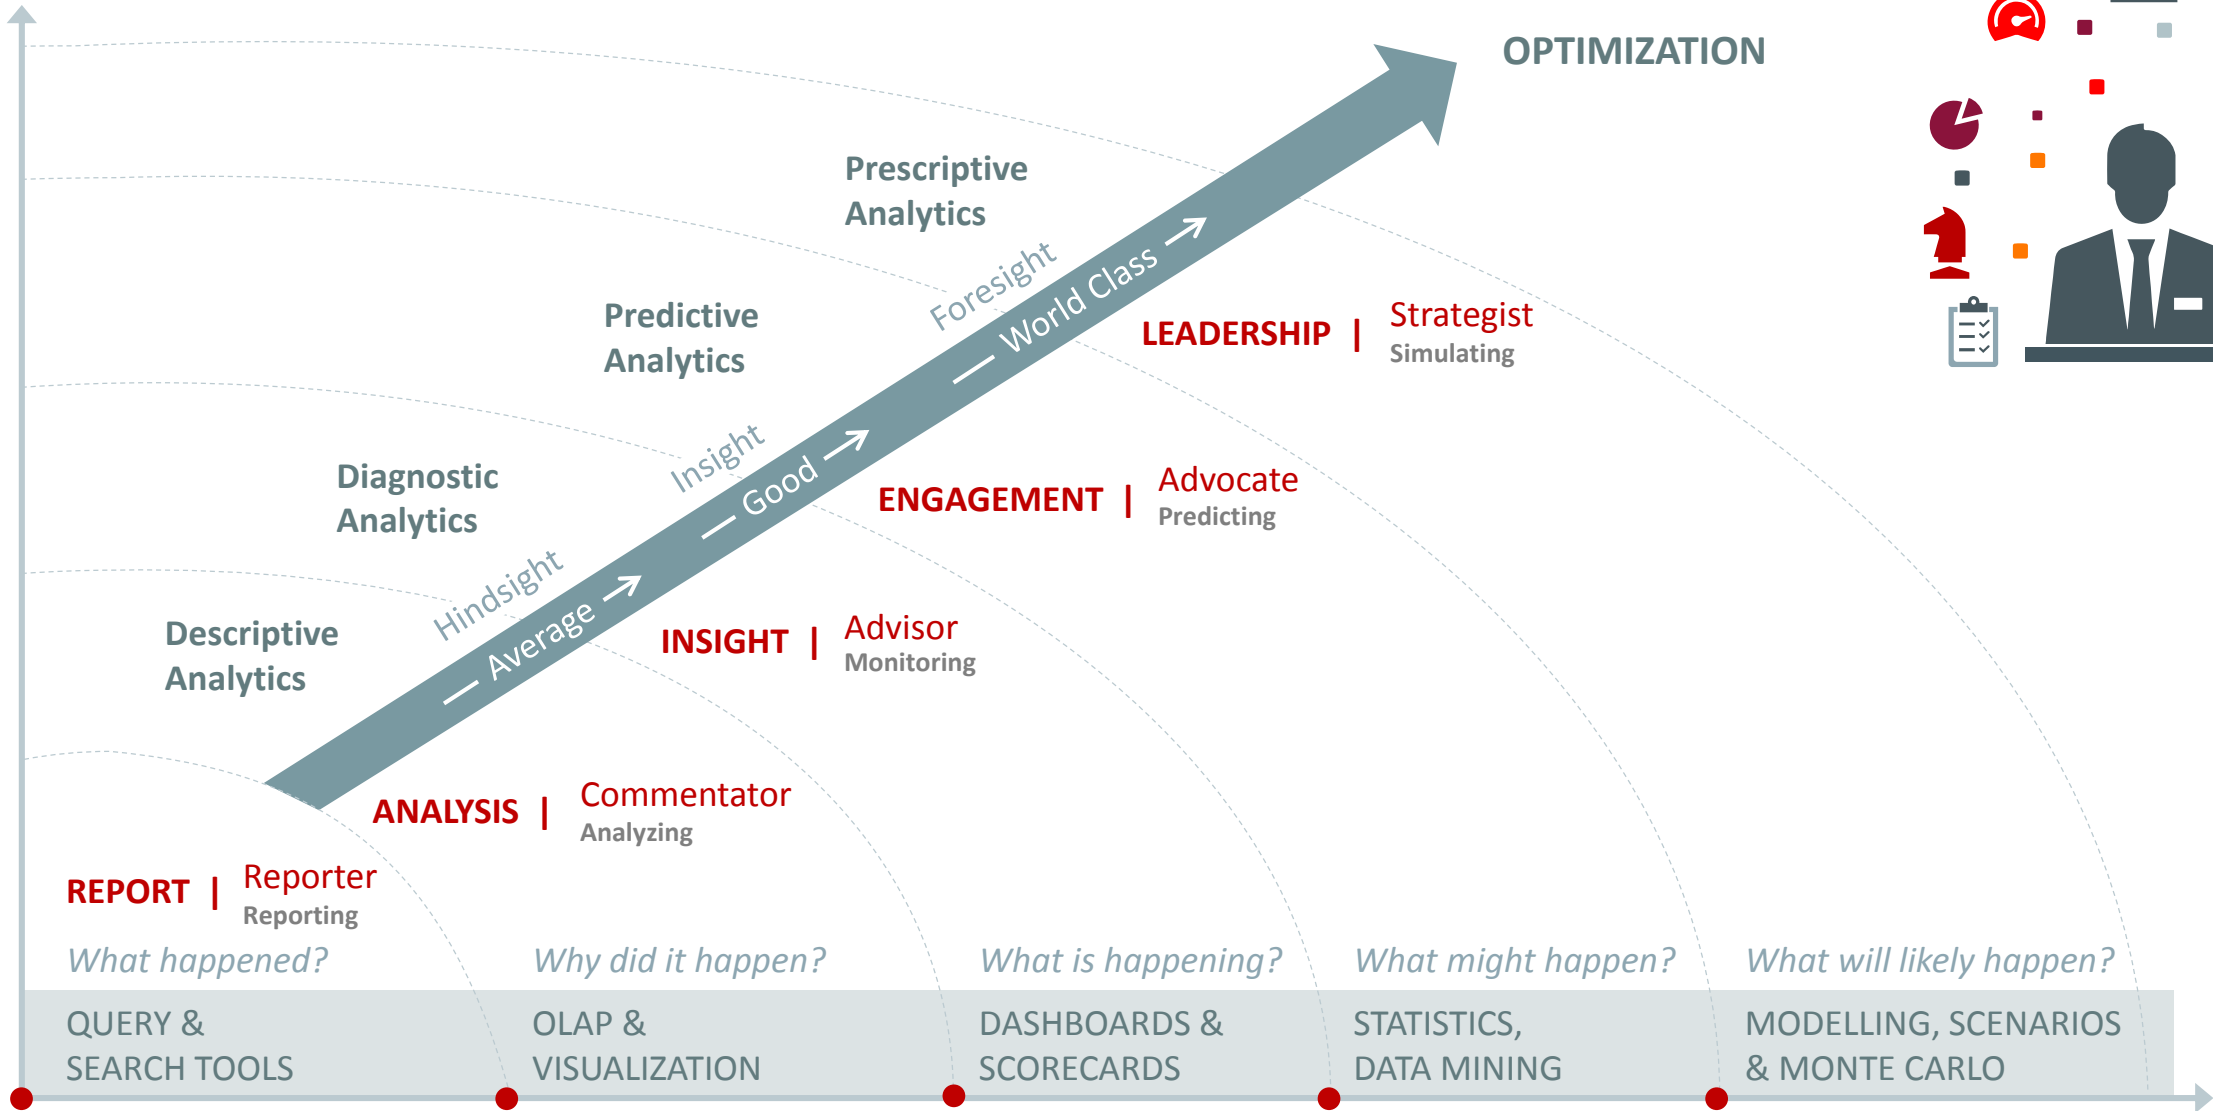 OPTIMIZATION
Prescriptive
Analytics
Foresight
World Class
LEADERSHIP | Strategist
Simulating
Predictive
Analytics
Insight
Good
ENGAGEMENT | Advocate
Predicting
Diagnostic
Analytics
Hindsight
Average
INSIGHT | Advisor
Monitoring
Descriptive
Analytics
ANALYSIS | Commentator
Analyzing
REPORT | Reporter
Reporting
What happened?
Why did it happen?
What is happening?
What might happen?
What will likely happen?
QUERY &
SEARCH TOOLS
OLAP &
VISUALIZATION
DASHBOARDS &
SCORECARDS
STATISTICS,
DATA MINING
MODELLING, SCENARIOS
& MONTE CARLO